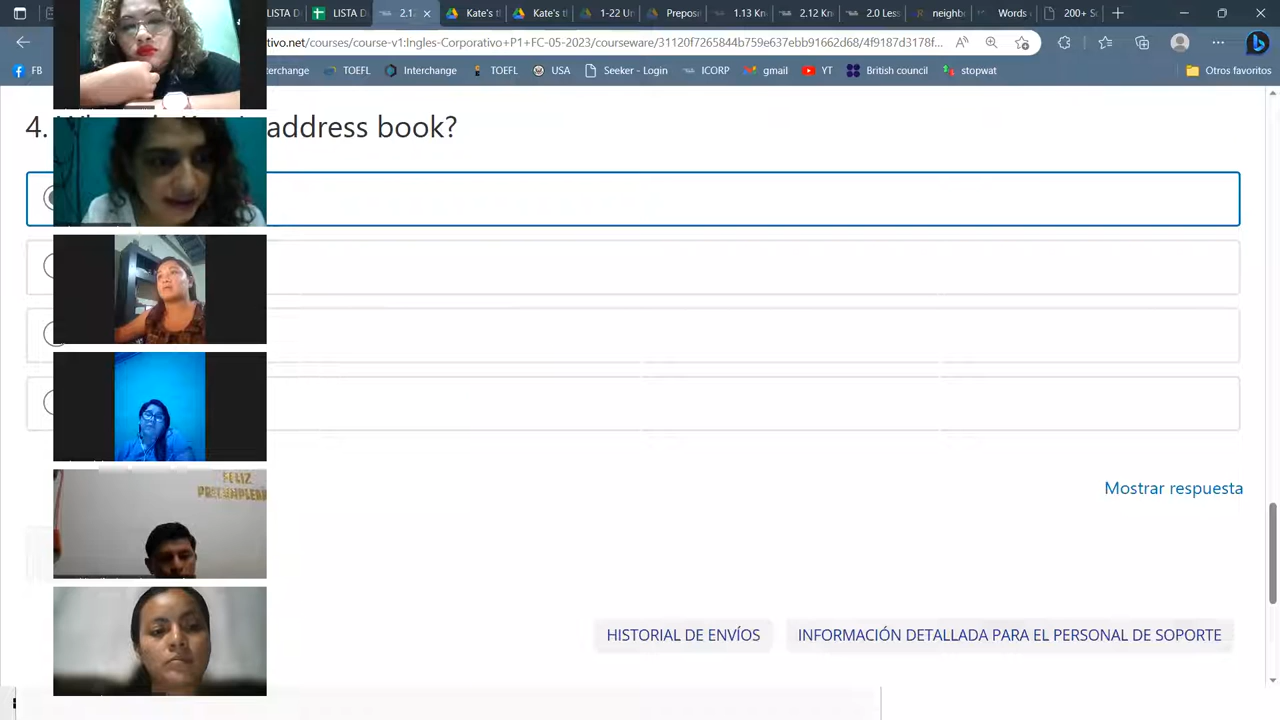 LISTA D
LISTA D
2.1
Kate's t
Kate's t
1-22 Un
Prepos
1.13 Kn
2.12 Kn
2.0 Less
neighb
Words
200+ S
tivo.net/courses/course-v1:Ingles-Corporativo+P1+FC-05-2023/courseware/31120f7265844b759e637ebb91662d68/4f9187d3178f...
FB
erchange
TOEFL
Interchange
TOEFL
USA
Seeker - Login
ICORP
gmail
YT
British council
stopwat
Otros favoritos
4.
address book?
Mostrar respuesta
FELIZ
HISTORIAL DE ENVÍOS
INFORMACIÓN DETALLADA PARA EL PERSONAL DE SOPORTE